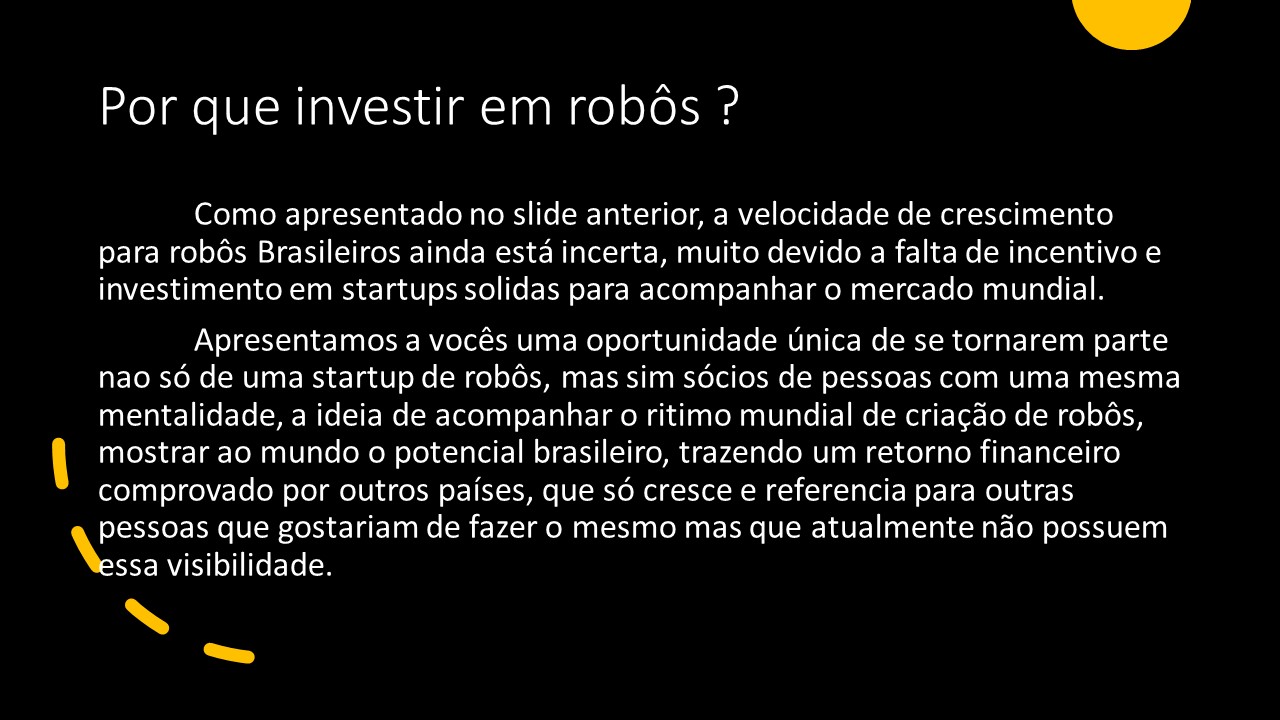 Por que investir em robôs ?
Como apresentado no slide anterior, a velocidade de crescimento
para robôs Brasileiros ainda está incerta, muito devido a falta de incentivo e
investimento em startups solidas para acompanhar o mercado mundial.
Apresentamos a vocês uma oportunidade única de se tornarem parte
nao só de uma startup de robôs, mas sim sócios de pessoas com uma mesma
mentalidade, a ideia de acompanhar o ritimo mundial de criação de robôs,
mostrar ao mundo o potencial brasileiro, trazendo um retorno financeiro
comprovado por outros países, que só cresce e referencia para outras
pessoas que gostariam de fazer o mesmo mas que atualmente não possuem
essa visibilidade.